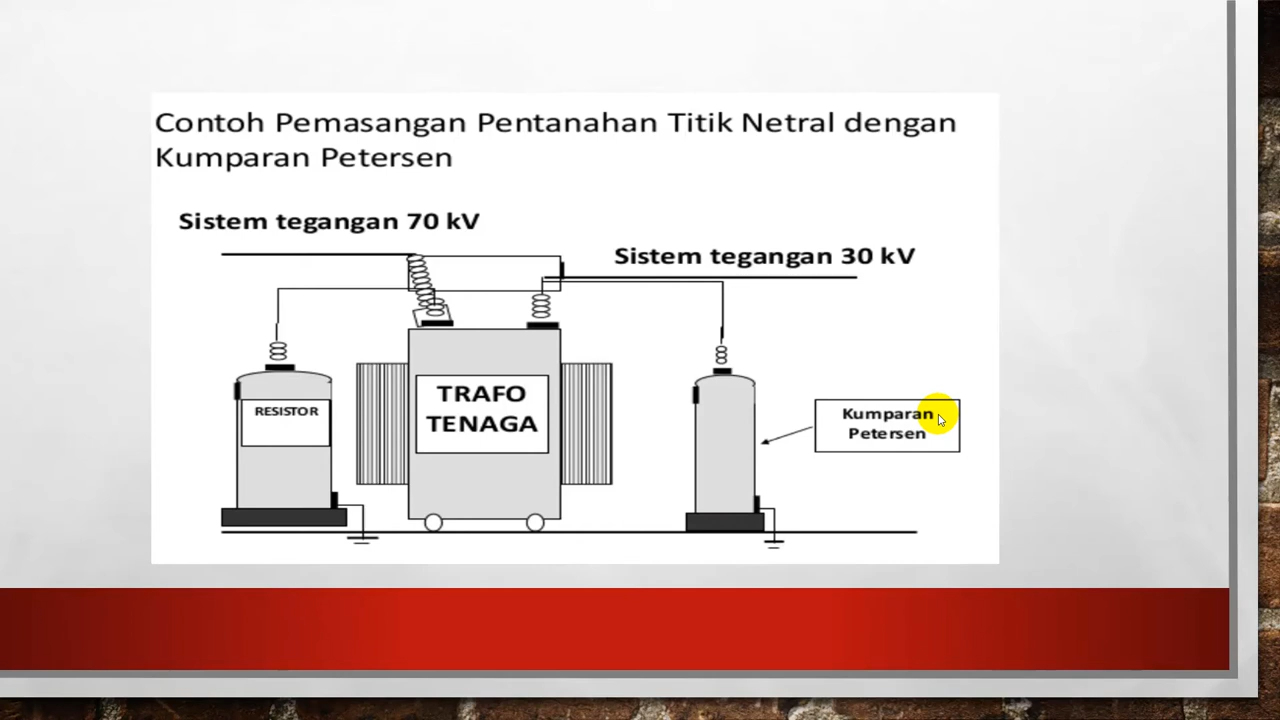 Contoh Pemasangan Pentanahan Titik Netral dengan
Kumparan Petersen
Sistem tegangan 70 kV
Sistem tegangan 30 kV
RESISTOR
TRAFO
TENAGA
Kumparan
Petersen